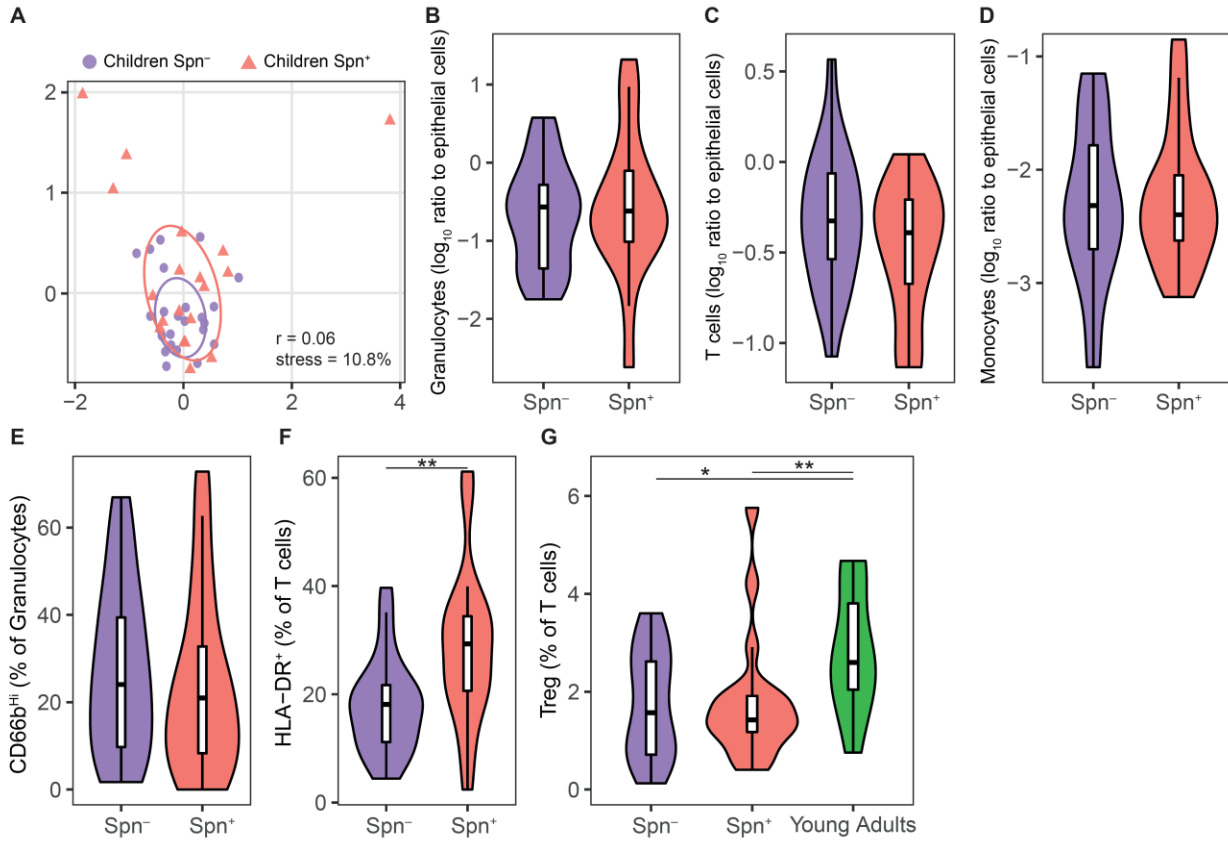 A
Children Spn⁻ Children Spn⁺
2
1
0
−2 0 2 4
r = 0.06
stress = 10.8%
B
Granulocytes (log₁₀ ratio to epithelial cells)
1
0
−1
−2
Spn⁻ Spn⁺
C
T cells (log₁₀ ratio to epithelial cells)
0.5
0.0
−0.5
−1.0
Spn⁻ Spn⁺
D
Monocytes (log₁₀ ratio to epithelial cells)
−1
−2
−3
Spn⁻ Spn⁺
E
CD66bᴴⁱ (% of Granulocytes)
60
40
20
0
Spn⁻ Spn⁺
F
HLA−DR⁺ (% of T cells)
60
40
20
0
**
Spn⁻ Spn⁺
G
Treg (% of T cells)
6
4
2
0
* **
Spn⁻ Spn⁺ Young Adults